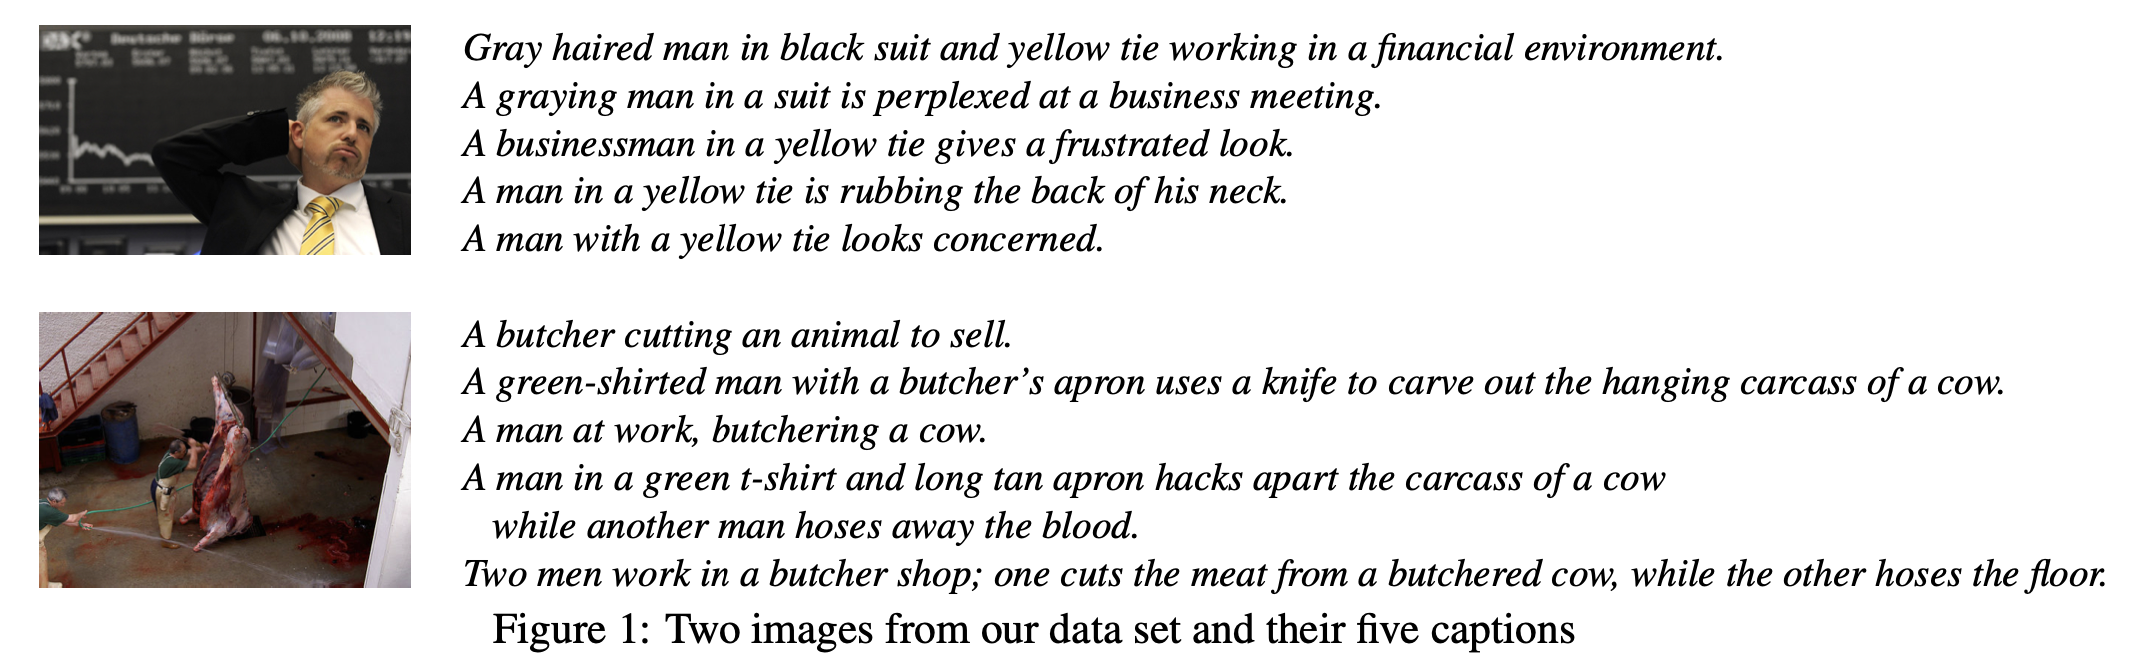 Deutsche Börse 06.10.2008
Gray haired man in black suit and yellow tie working in a financial environment.
A graying man in a suit is perplexed at a business meeting.
A businessman in a yellow tie gives a frustrated look.
A man in a yellow tie is rubbing the back of his neck.
A man with a yellow tie looks concerned.
A butcher cutting an animal to sell.
A green-shirted man with a butcher's apron uses a knife to carve out the hanging carcass of a cow.
A man at work, butchering a cow.
A man in a green t-shirt and long tan apron hacks apart the carcass of a cow
while another man hoses away the blood.
Two men work in a butcher shop; one cuts the meat from a butchered cow, while the other hoses the floor.
Figure 1: Two images from our data set and their five captions